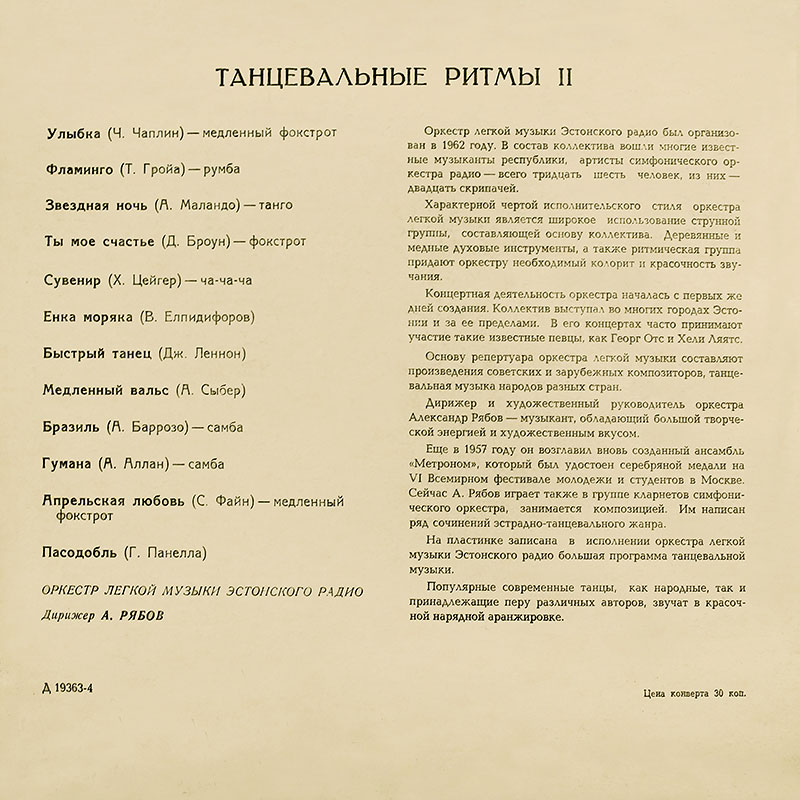 ТАНЦЕВАЛЬНЫЕ РИТМЫ II
Улыбка (Ч. Чаплин) — медленный фокстрот
Фламинго (Т. Гройа) — румба
Звездная ночь (А. Маландо) — танго
Ты мое счастье (Д. Броун) — фокстрот
Сувенир (Х. Цейгер) — ча-ча-ча
Енка моряка (В. Елпидифоров)
Быстрый танец (Дж. Леннон)
Медленный вальс (А. Сыбер)
Бразиль (А. Баррозо) — самба
Гумана (А. Аллан) — самба
Апрельская любовь (С. Файн) — медленный
фокстрот
Пасодобль (Г. Панелла)
ОРКЕСТР ЛЕГКОЙ МУЗЫКИ ЭСТОНСКОГО РАДИО
Дирижер А. РЯБОВ
Оркестр легкой музыки Эстонского радио был организо-
ван в 1962 году. В состав коллектива вошли многие извест-
ные музыканты республики, артисты симфонического ор-
кестра радио — всего тридцать шесть человек, из них —
двадцать скрипачей.
Характерной чертой исполнительского стиля оркестра
легкой музыки является широкое использование струнной
группы, составляющей основу коллектива. Деревянные и
медные духовые инструменты, а также ритмическая группа
придают оркестру необходимый колорит и красочность зву-
чания.
Концертная деятельность оркестра началась с первых же
дней создания. Коллектив выступал во многих городах Эсто-
нии и за ее пределами. В его концертах часто принимают
участие такие известные певцы, как Георг Отс и Хели Ляятс.
Основу репертуара оркестра легкой музыки составляют
произведения советских и зарубежных композиторов, танце-
вальная музыка народов разных стран.
Дирижер и художественный руководитель оркестра
Александр Рябов — музыкант, обладающий большой творче-
ской энергией и художественным вкусом.
Еще в 1957 году он возглавил вновь созданный ансамбль
«Метроном», который был удостоен серебряной медали на
VI Всемирном фестивале молодежи и студентов в Москве.
Сейчас А. Рябов играет также в группе кларнетов симфони-
ческого оркестра, занимается композицией. Им написан
ряд сочинений эстрадно-танцевального жанра.
На пластинке записана в исполнении оркестра легкой
музыки Эстонского радио большая программа танцевальной
музыки.
Популярные современные танцы, как народные, так и
принадлежащие перу различных авторов, звучат в красоч-
ной нарядной аранжировке.
Д 19363-4
Цена конверта 30 коп.